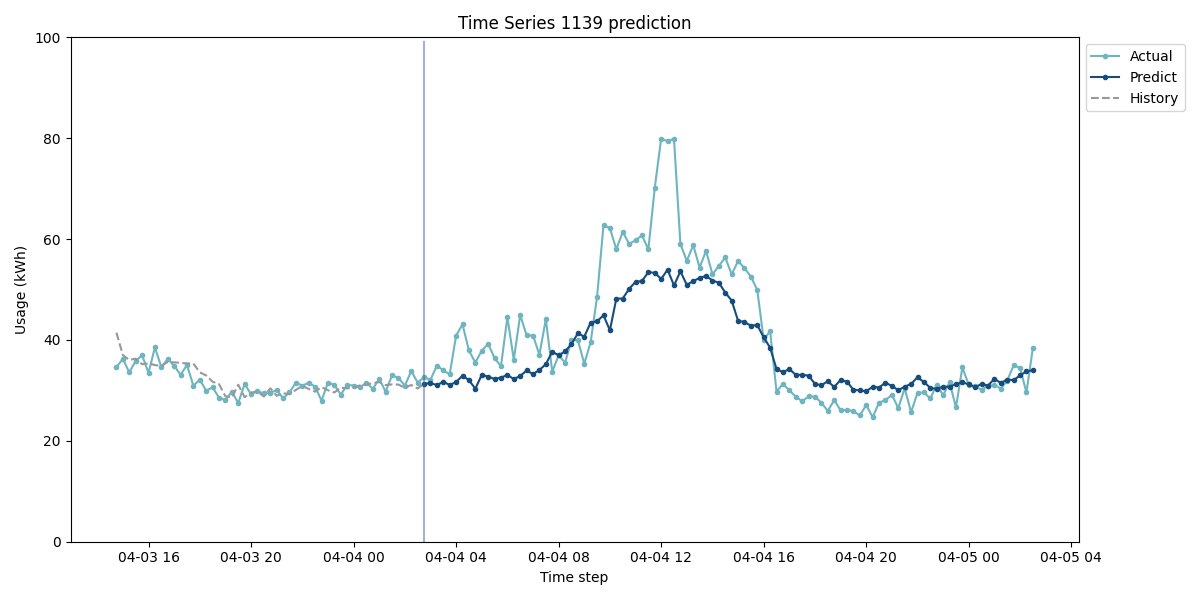 Time Series 1139 prediction
100
80
60
40
20
0
Usage (kWh)
04-03 16
04-03 20
04-04 00
04-04 04
04-04 08
04-04 12
04-04 16
04-04 20
04-05 00
04-05 04
Time step
Actual
Predict
History